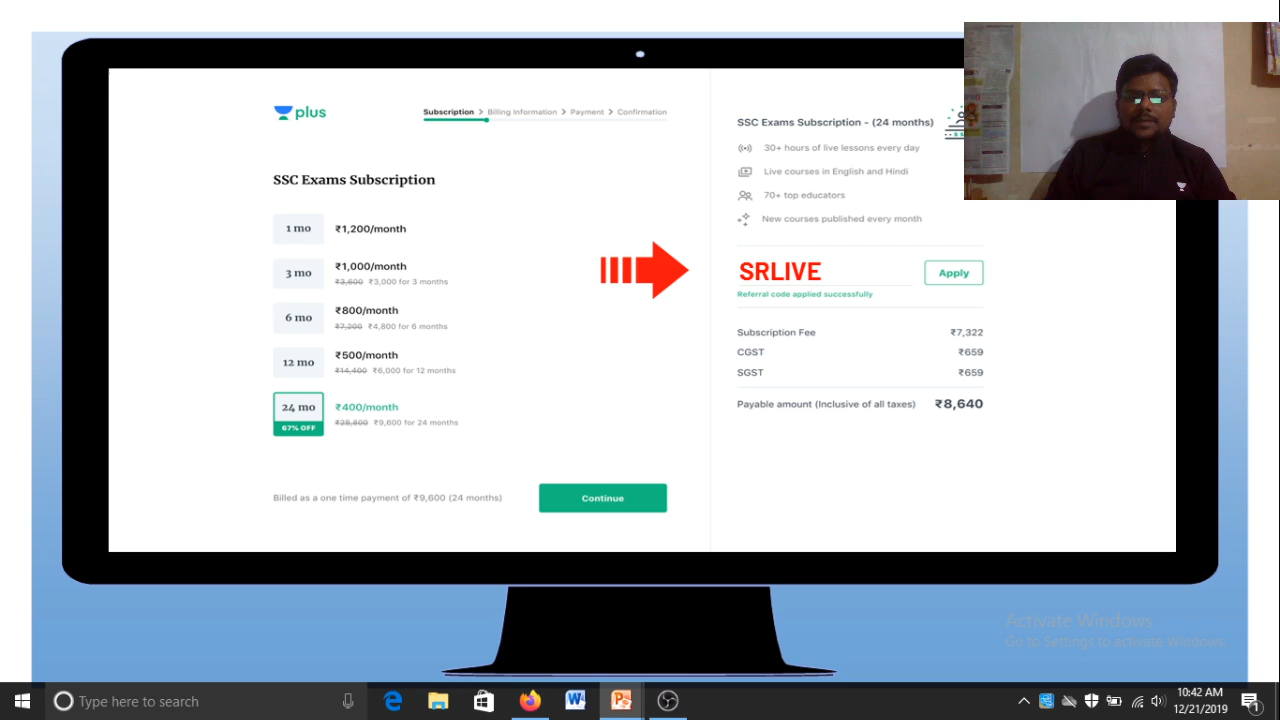 plus
Subscription > Billing Information > Payment > Confirmation
SSC Exams Subscription
1 mo ₹1,200/month
3 mo ₹1,000/month
₹3,600 ₹3,000 for 3 months
6 mo ₹800/month
₹7,200 ₹4,800 for 6 months
12 mo ₹500/month
₹14,400 ₹6,000 for 12 months
24 mo ₹400/month
67% OFF ₹28,800 ₹9,600 for 24 months
Billed as a one time payment of ₹9,600 (24 months)
Continue
SSC Exams Subscription - (24 months)
30+ hours of live lessons every day
Live courses in English and Hindi
70+ top educators
New courses published every month
SRLIVE
Apply
Referral code applied successfully
Subscription Fee ₹7,322
CGST ₹659
SGST ₹659
Payable amount (Inclusive of all taxes) ₹8,640
Activate Windows
Go to Settings to activate Windows.
Type here to search
10:42 AM
12/21/2019
1